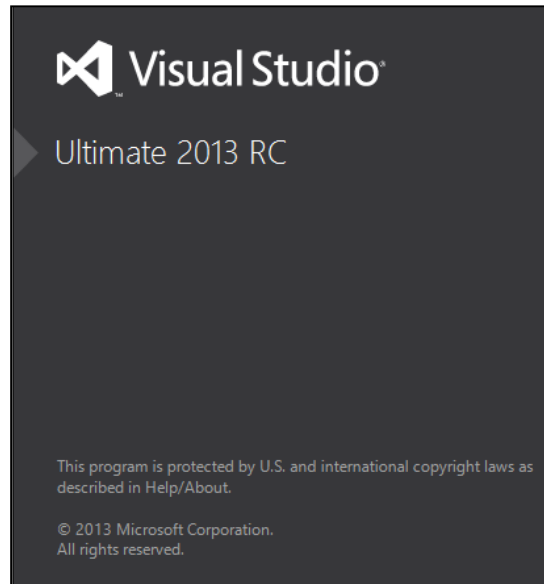 Visual Studio®
™
Ultimate 2013 RC
This program is protected by U.S. and international copyright laws as
described in Help/About.
© 2013 Microsoft Corporation.
All rights reserved.